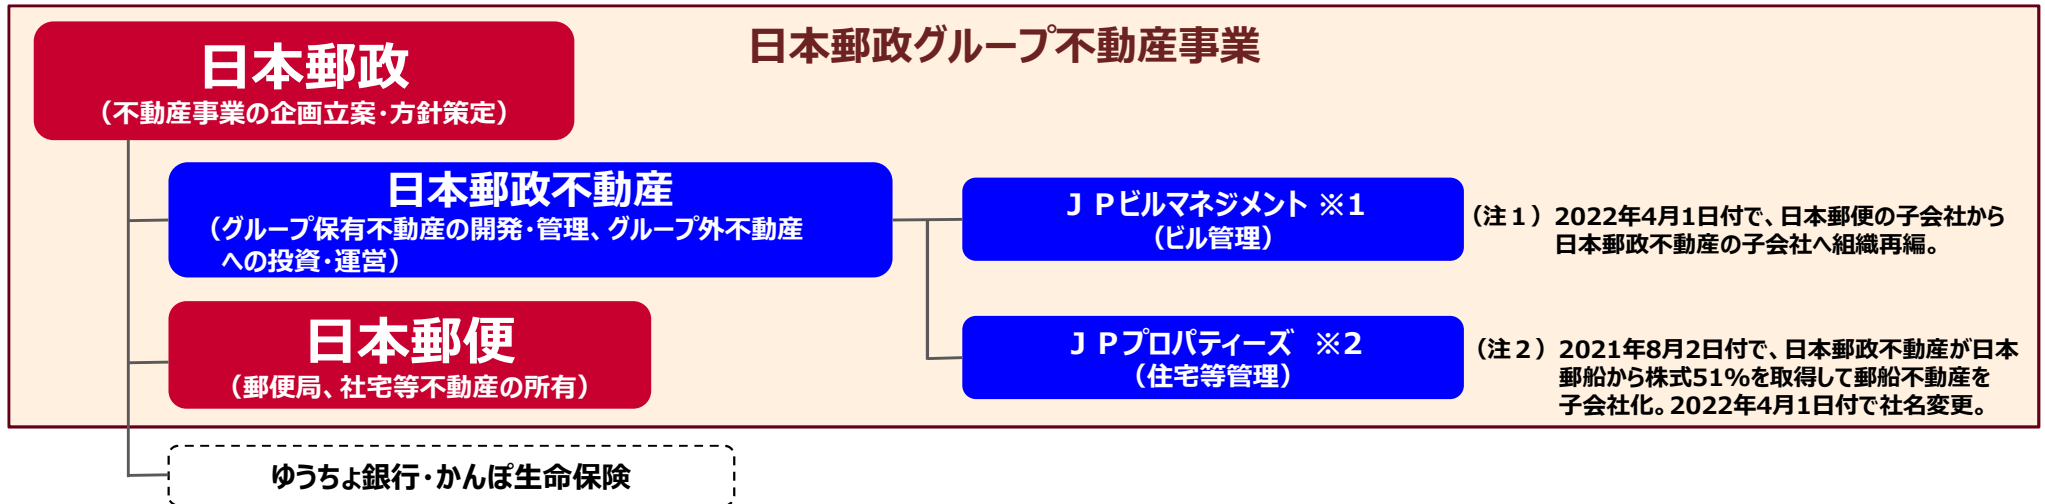 日本郵政グループ不動産事業
日本郵政
（不動産事業の企画立案・方針策定）
日本郵政不動産
（グループ保有不動産の開発・管理、グループ外不動産
への投資・運営）
ＪＰビルマネジメント ※1
（ビル管理）
（注１）2022年4月1日付で、日本郵便の子会社から
日本郵政不動産の子会社へ組織再編。
日本郵便
（郵便局、社宅等不動産の所有）
ＪＰプロパティーズ ※2
（住宅等管理）
（注２）2021年8月2日付で、日本郵政不動産が日本
郵船から株式51%を取得して郵船不動産を
子会社化。2022年4月1日付で社名変更。
ゆうちょ銀行・かんぽ生命保険